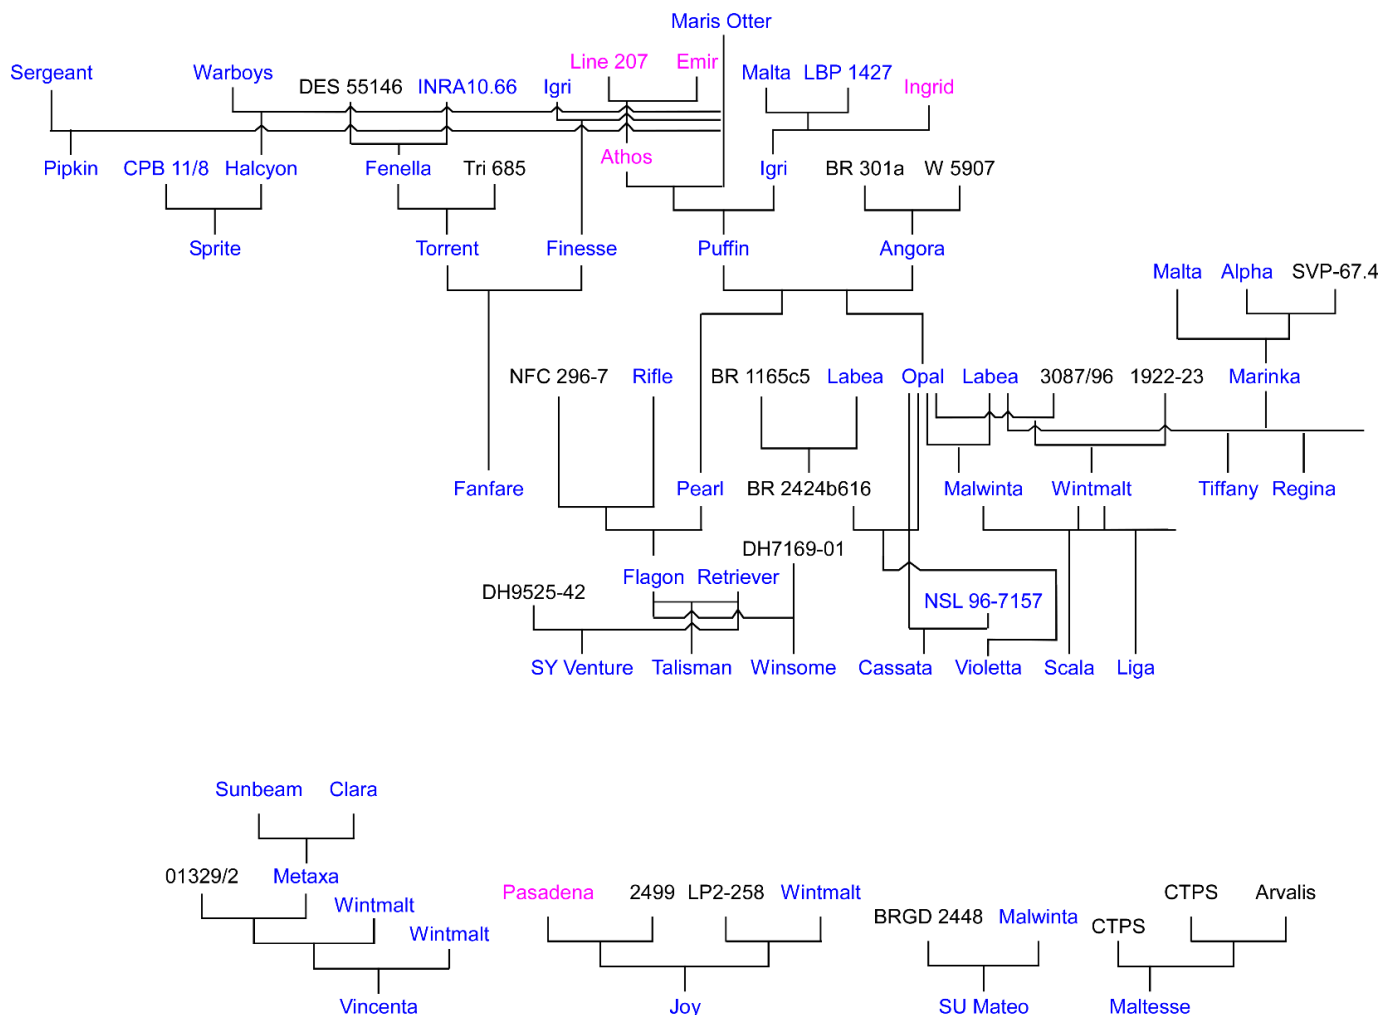 Maris Otter
Sergeant
Warboys
DES 55146
INRA10.66
Igri
Line 207
Emir
Malta
LBP 1427
Ingrid
Pipkin
CPB 11/8
Halcyon
Fenella
Tri 685
Athos
Igri
BR 301a
W 5907
Sprite
Torrent
Finesse
Puffin
Angora
Malta
Alpha
SVP-67.4
NFC 296-7
Rifle
BR 1165c5
Labea
Opal
Labea
3087/96
1922-23
Marinka
Fanfare
Pearl
BR 2424b616
Malwinta
Wintmalt
Tiffany
Regina
DH7169-01
Flagon
Retriever
DH9525-42
NSL 96-7157
SY Venture
Talisman
Winsome
Cassata
Violetta
Scala
Liga
Sunbeam
Clara
01329/2
Metaxa
Wintmalt
Wintmalt
Vincenta
Pasadena
2499
LP2-258
Wintmalt
Joy
BRGD 2448
Malwinta
SU Mateo
CTPS
CTPS
Arvalis
Maltesse